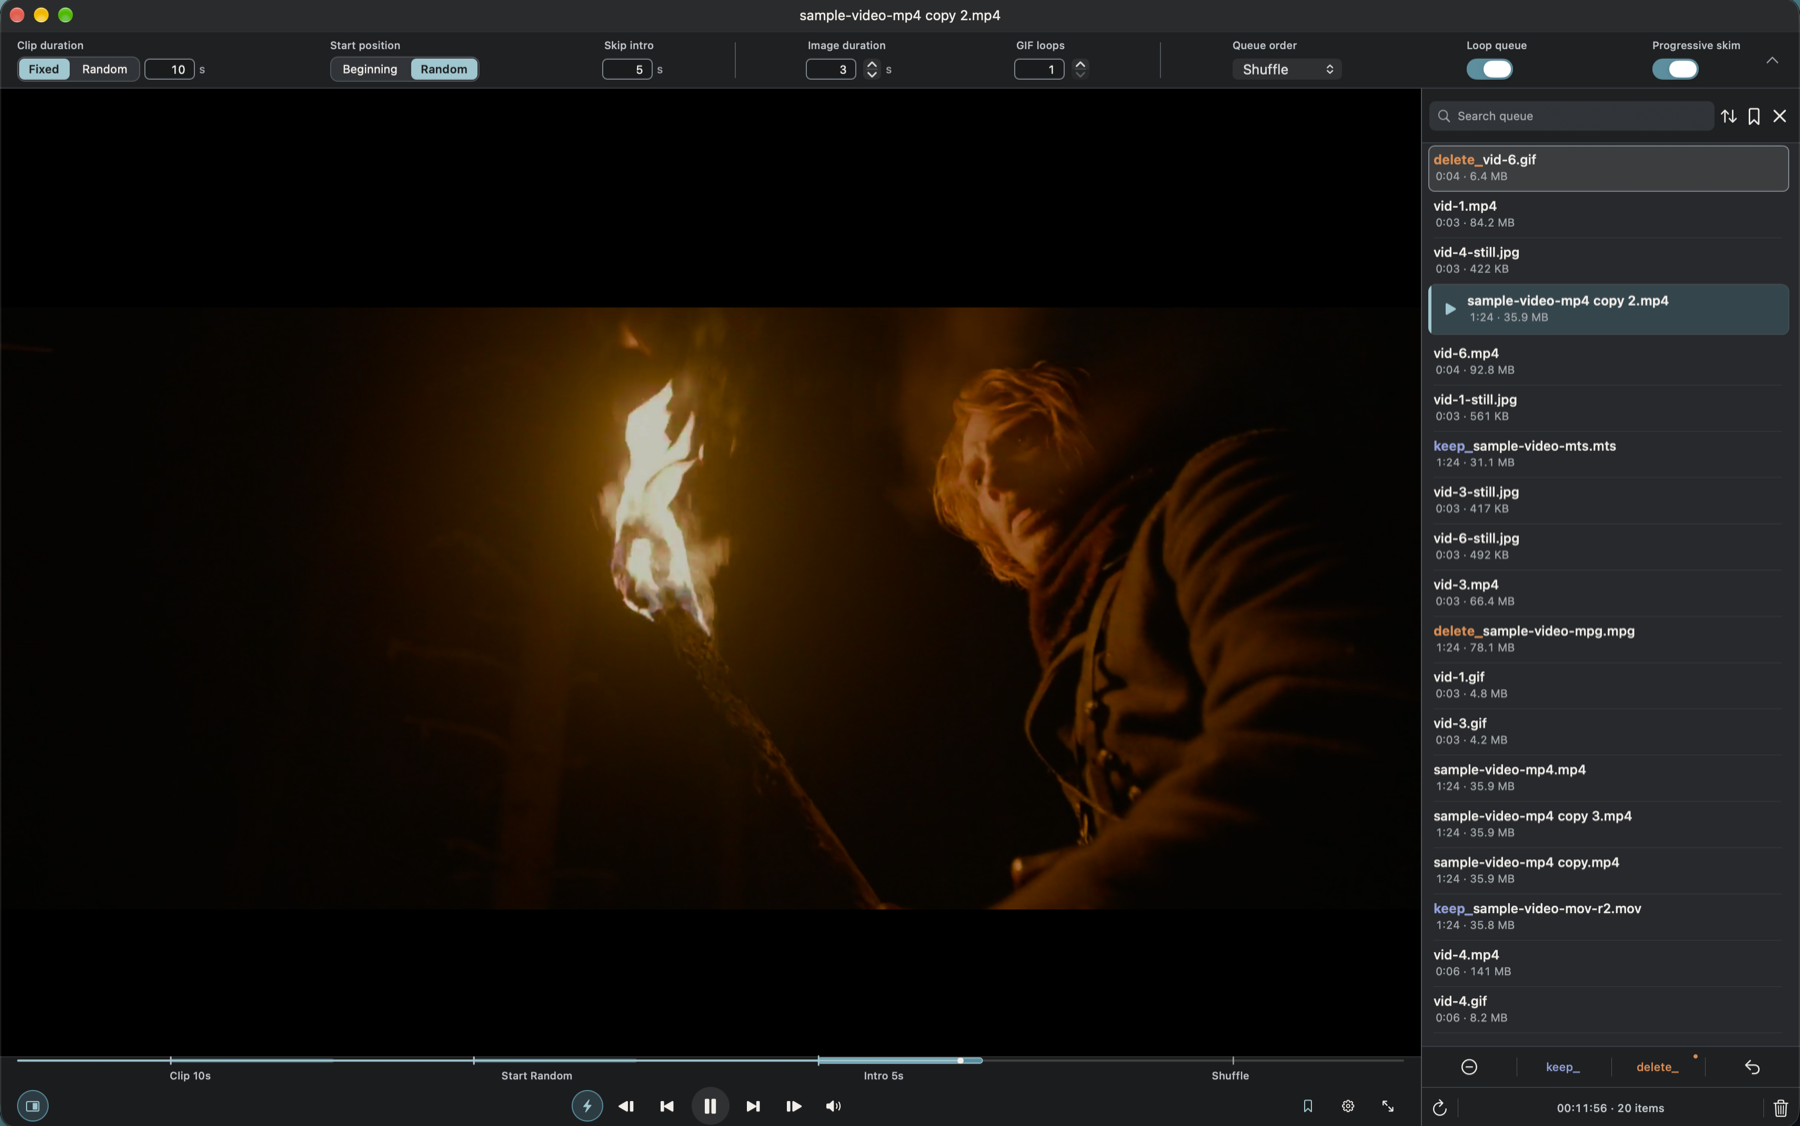 sample-video-mp4 copy 2.mp4
Clip duration
Fixed Random 10 s
Start position
Beginning Random
Skip intro
5 s
Image duration
3 s
GIF loops
1
Queue order
Shuffle
Loop queue
Progressive skim
Search queue
delete_vid-6.gif
0:04 · 6.4 MB
vid-1.mp4
0:03 · 84.2 MB
vid-4-still.jpg
0:03 · 422 KB
sample-video-mp4 copy 2.mp4
1:24 · 35.9 MB
vid-6.mp4
0:04 · 92.8 MB
vid-1-still.jpg
0:03 · 561 KB
keep_sample-video-mts.mts
1:24 · 31.1 MB
vid-3-still.jpg
0:03 · 417 KB
vid-6-still.jpg
0:03 · 492 KB
vid-3.mp4
0:03 · 66.4 MB
delete_sample-video-mpg.mpg
1:24 · 78.1 MB
vid-1.gif
0:03 · 4.8 MB
vid-3.gif
0:03 · 4.2 MB
sample-video-mp4.mp4
1:24 · 35.9 MB
sample-video-mp4 copy 3.mp4
1:24 · 35.9 MB
sample-video-mp4 copy.mp4
1:24 · 35.9 MB
keep_sample-video-mov-r2.mov
1:24 · 35.8 MB
vid-4.mp4
0:06 · 141 MB
vid-4.gif
0:06 · 8.2 MB
Clip 10s
Start Random
Intro 5s
Shuffle
keep_
delete_
00:11:56 · 20 items